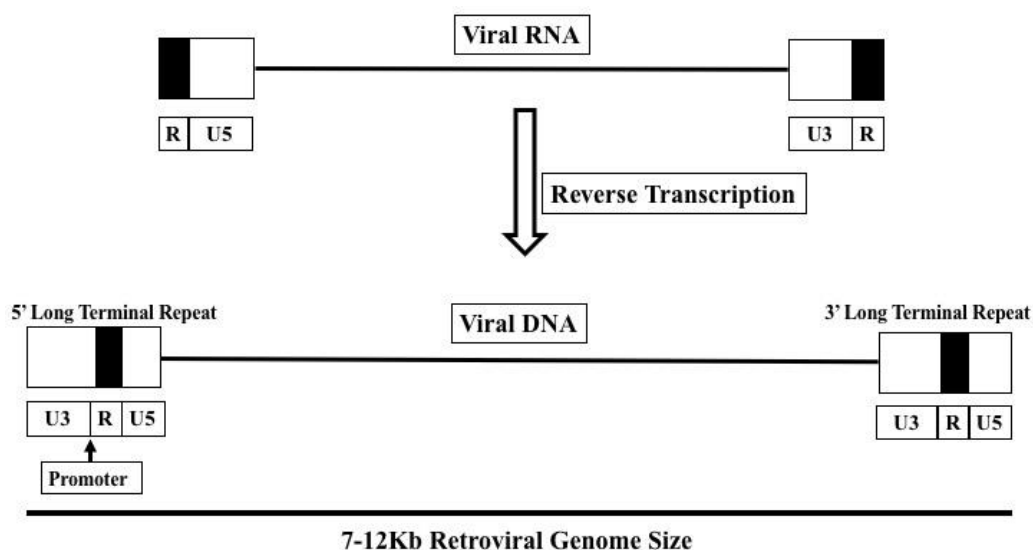 Viral RNA
R U5
U3 R
Reverse Transcription
5' Long Terminal Repeat
Viral DNA
3' Long Terminal Repeat
U3 R U5
U3 R U5
Promoter
7-12Kb Retroviral Genome Size